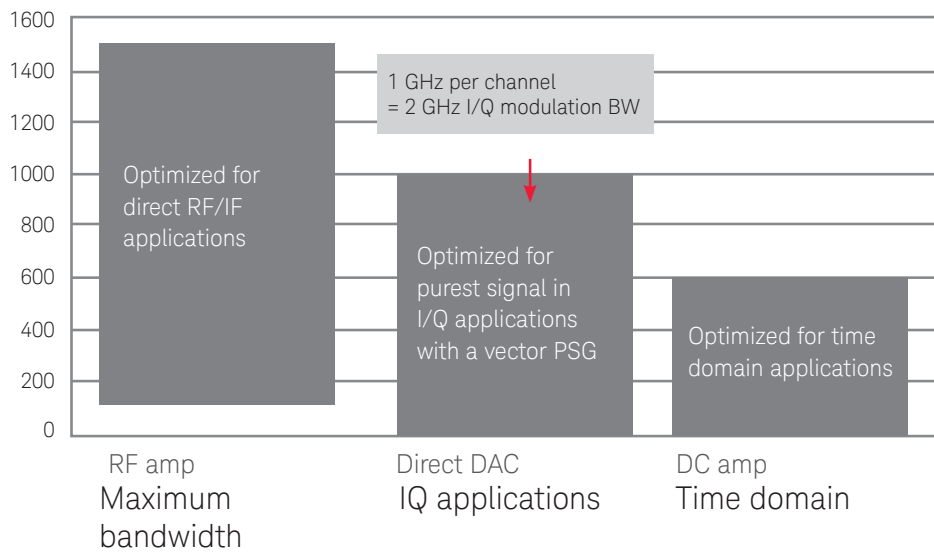 1600
1400
1200
1000
800
600
400
200
0
1 GHz per channel
= 2 GHz I/Q modulation BW
Optimized for
direct RF/IF
applications
Optimized for
purest signal in
I/Q applications
with a vector PSG
Optimized for time
domain applications
RF amp
Maximum
bandwidth
Direct DAC
IQ applications
DC amp
Time domain